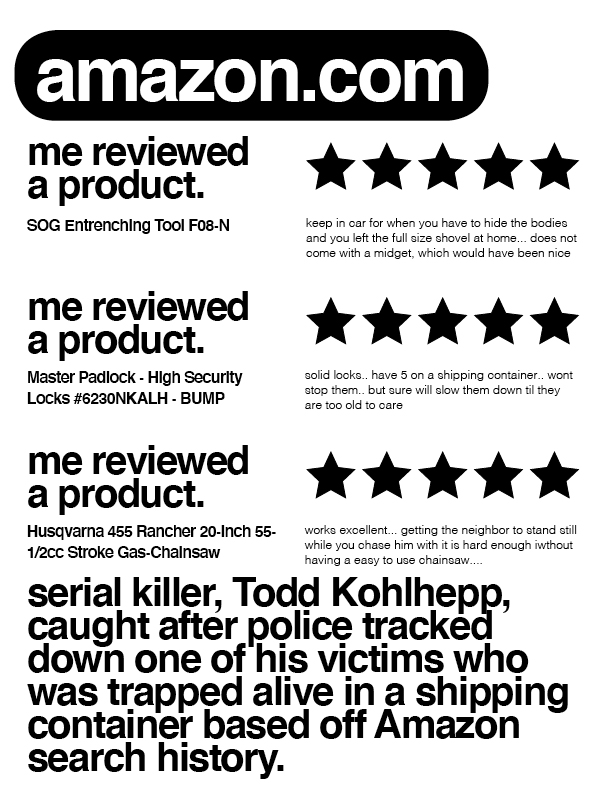 amazon.com
me reviewed
a product.
SOG Entrenching Tool F08-N
keep in car for when you have to hide the bodies
and you left the full size shovel at home... does not
come with a midget, which would have been nice
me reviewed
a product.
Master Padlock - High Security
Locks #6230NKALH - BUMP
solid locks.. have 5 on a shipping container.. wont
stop them.. but sure will slow them down til they
are too old to care
me reviewed
a product.
Husqvarna 455 Rancher 20-Inch 55-
1/2cc Stroke Gas-Chainsaw
works excellent... getting the neighbor to stand still
while you chase him with it is hard enough iwthout
having a easy to use chainsaw....
serial killer, Todd Kohlhepp,
caught after police tracked
down one of his victims who
was trapped alive in a shipping
container based off Amazon
search history.